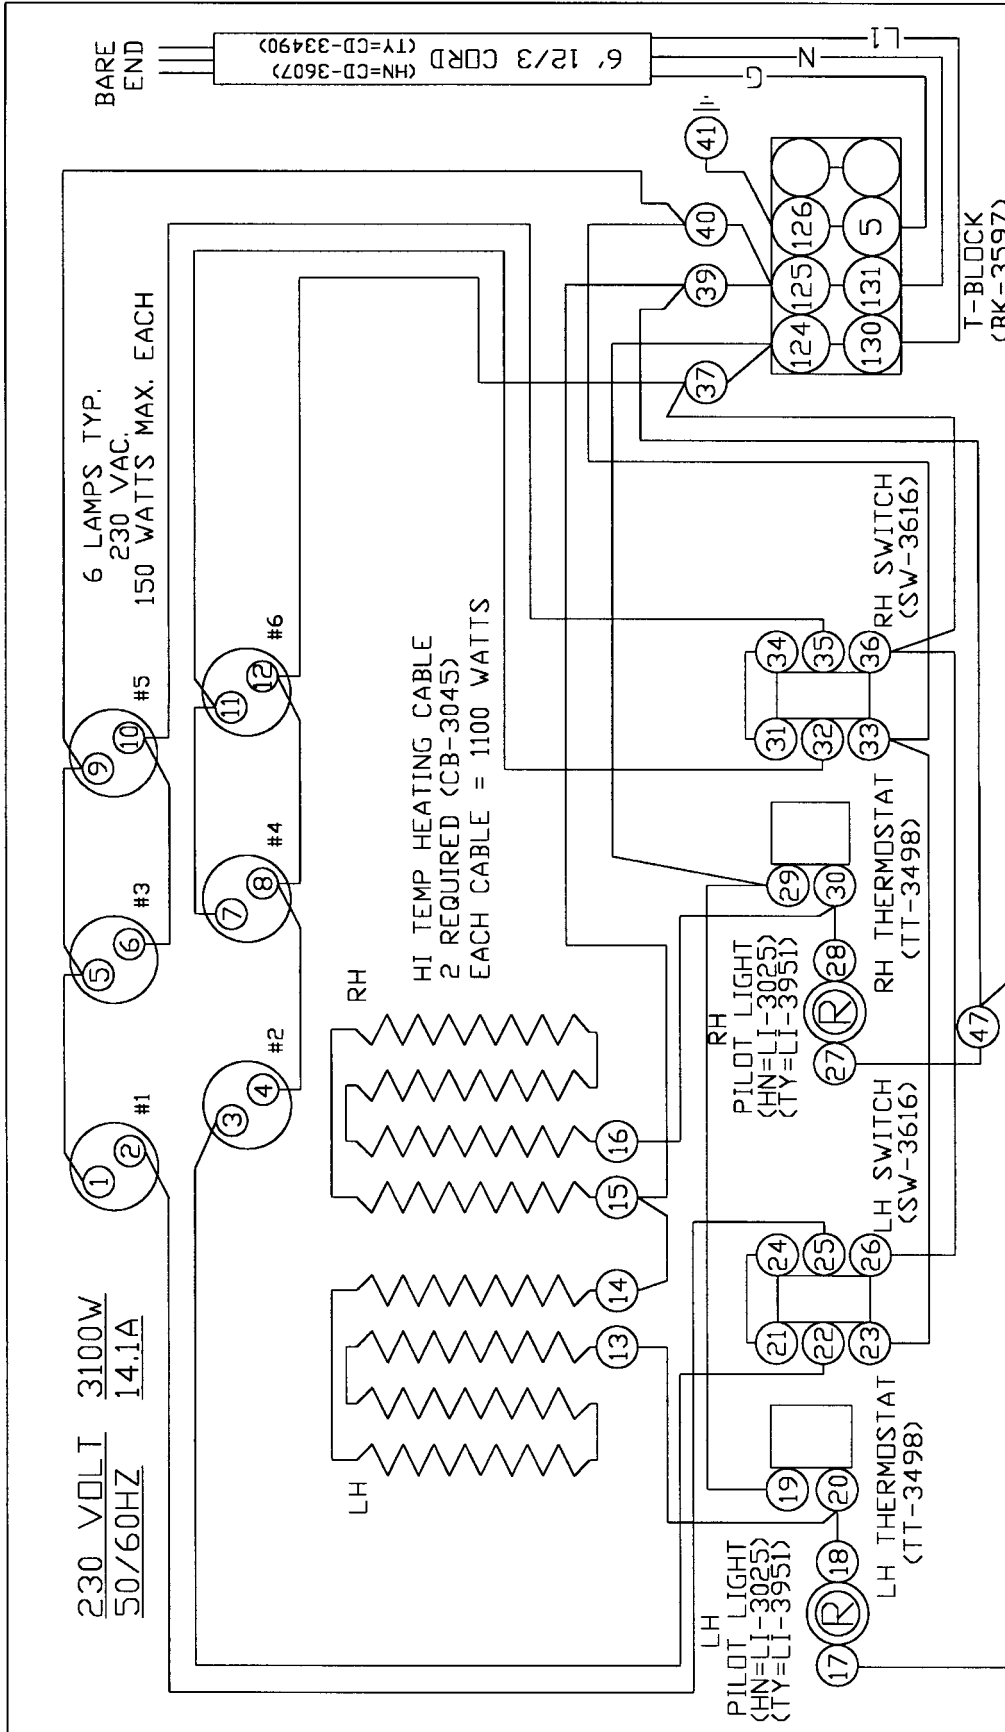 230 VOLT 3100W
50/60HZ 14.1A
6 LAMPS TYP.
230 VAC.
150 WATTS MAX. EACH
BARE
END
6' 12/3 CORD
(HN=CD-3607)
(TY=CD-33490)
G
N
L1
1
2
#1
5
6
#3
9
10
#5
3
4
#2
7
8
#4
11
12
#6
LH
RH
HI TEMP HEATING CABLE
2 REQUIRED (CB-3045)
EACH CABLE = 1100 WATTS
13
14
15
16
37
39
40
41
124
125
126
130
131
5
T-BLOCK
(BK-3597)
LH
PILOT LIGHT
(HN=LI-3025)
(TY=LI-3951)
17
R
18
19
20
LH THERMOSTAT
(TT-3498)
21
22
23
24
25
26
LH SWITCH
(SW-3616)
RH
PILOT LIGHT
(HN=LI-3025)
(TY=LI-3951)
27
R
28
29
30
RH THERMOSTAT
(TT-3498)
31
32
33
34
35
36
RH SWITCH
(SW-3616)
47